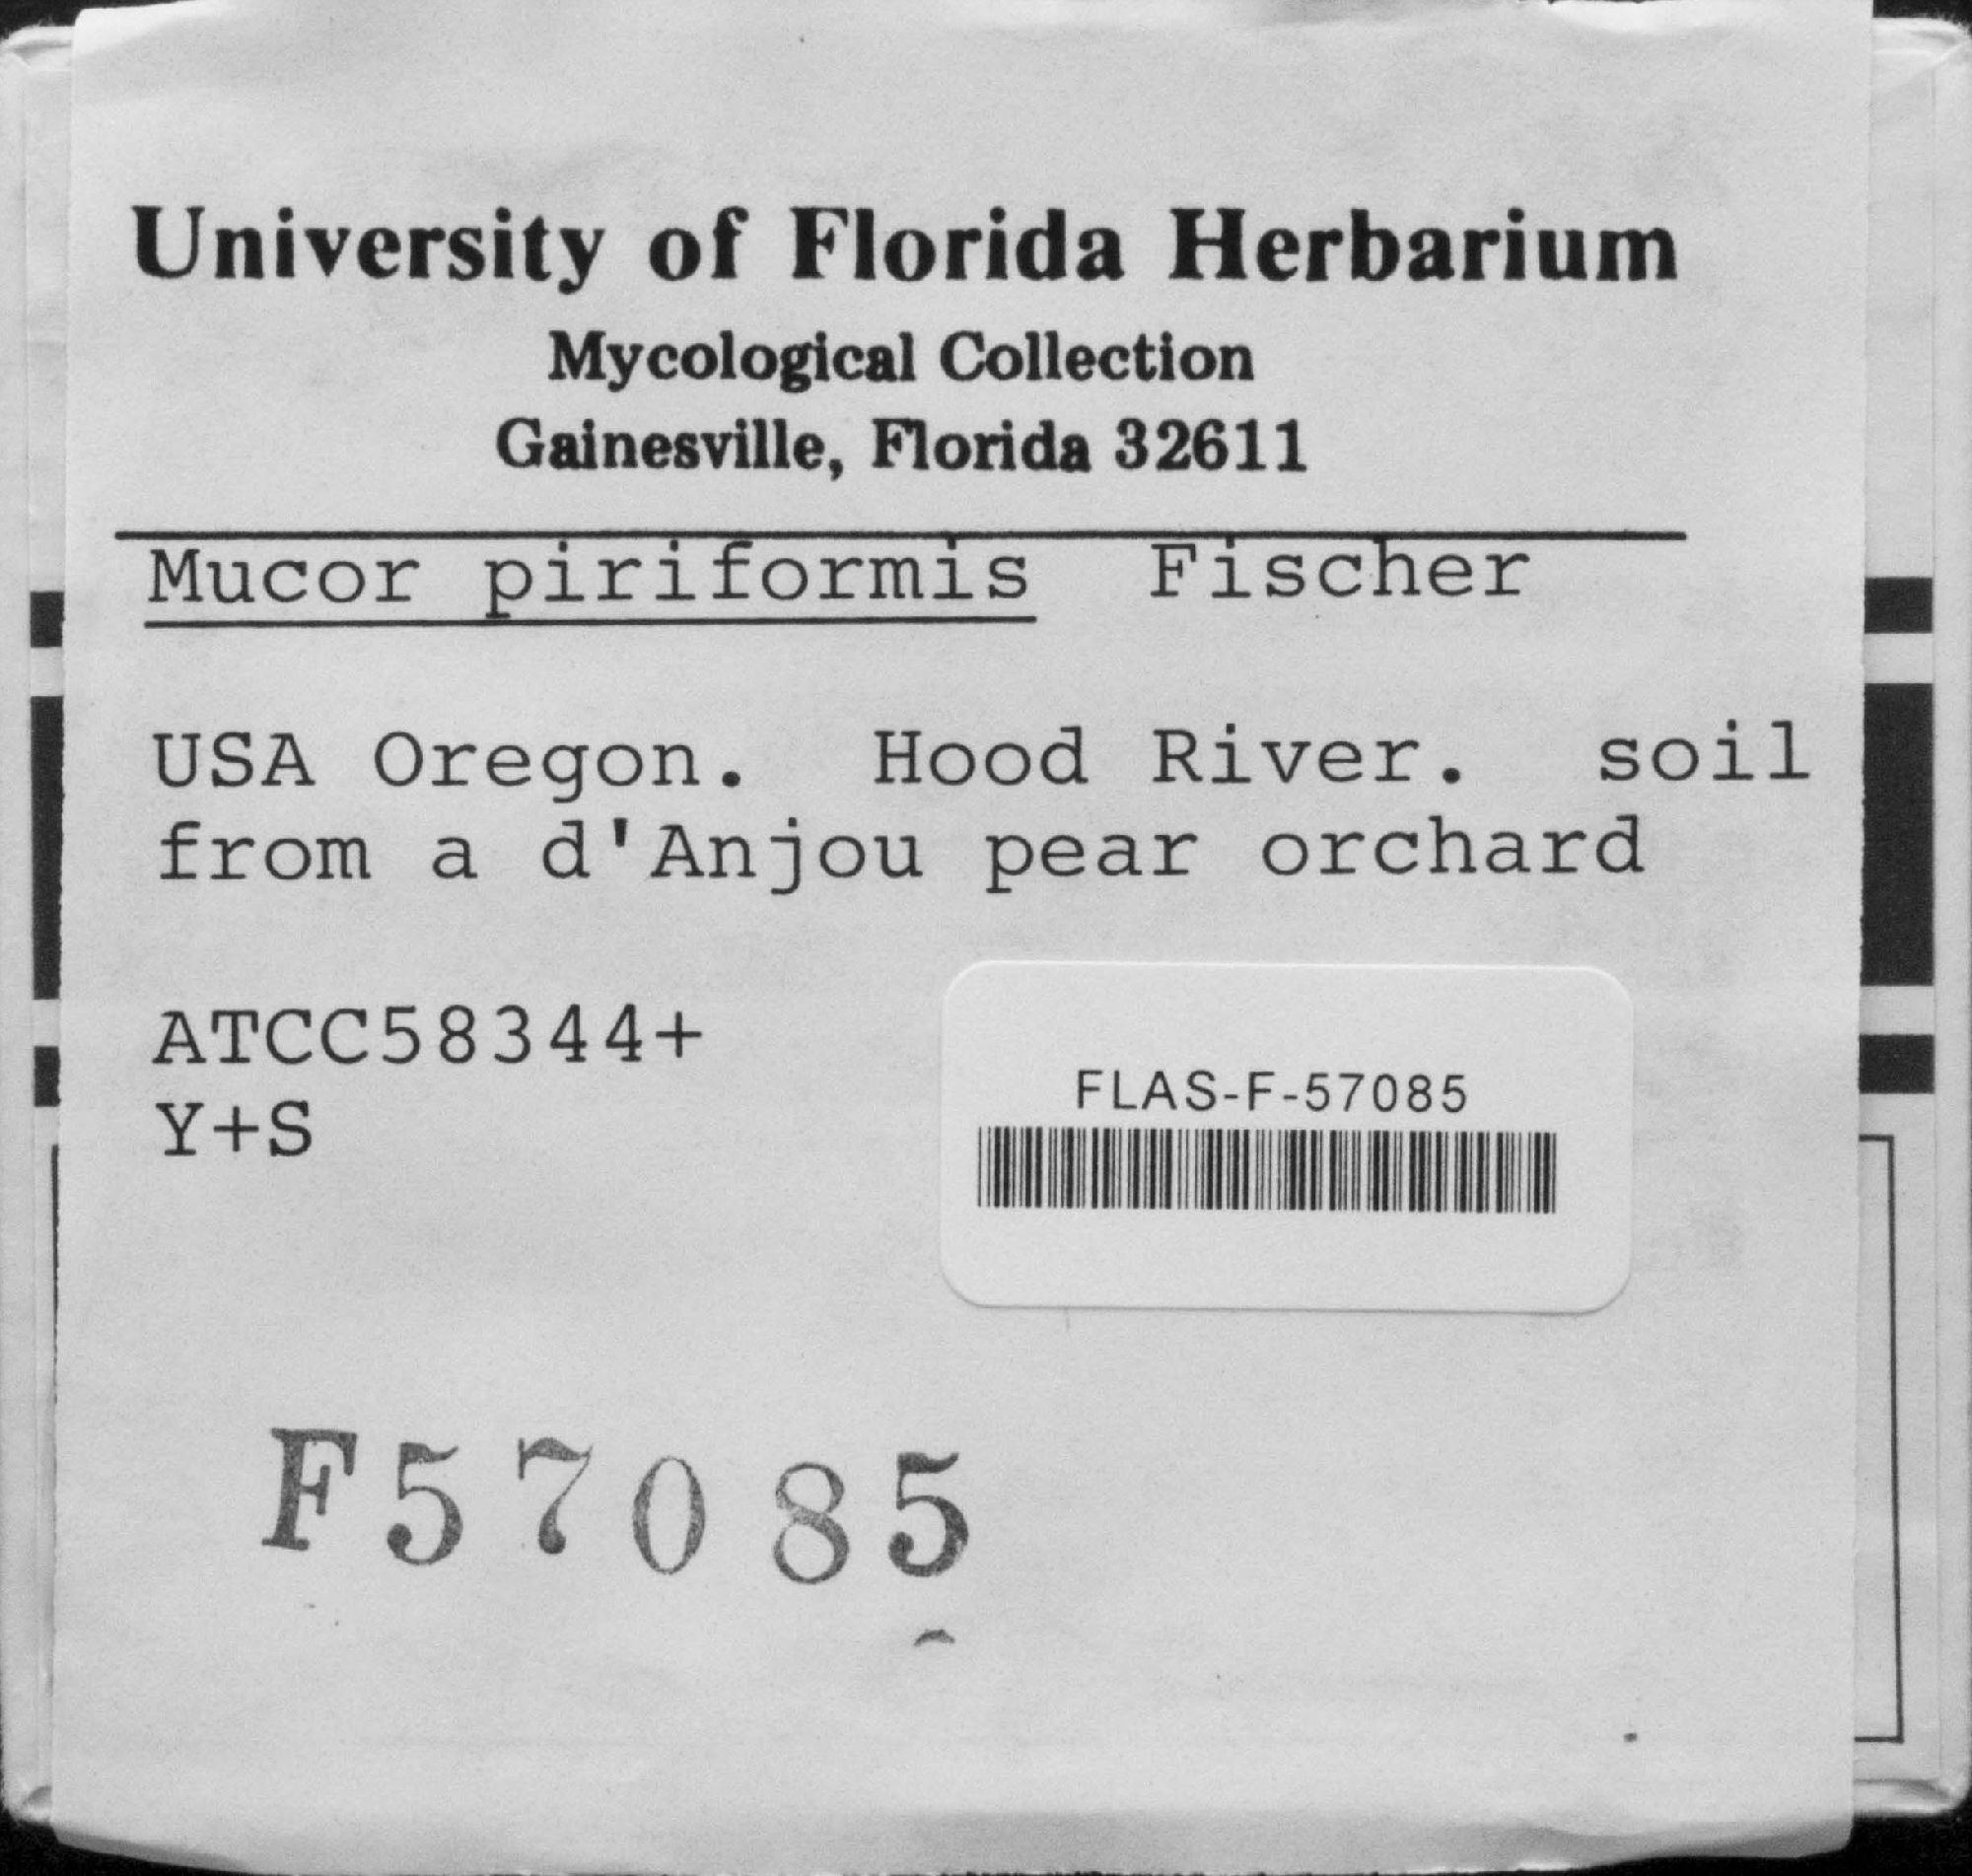 University of Florida Herbarium
Mycological Collection
Gainesville, Florida 32611
Mucor piriformis Fischer
USA Oregon. Hood River. soil
from a d'Anjou pear orchard
ATCC58344+
Y+S
FLAS-F-57085
F57085